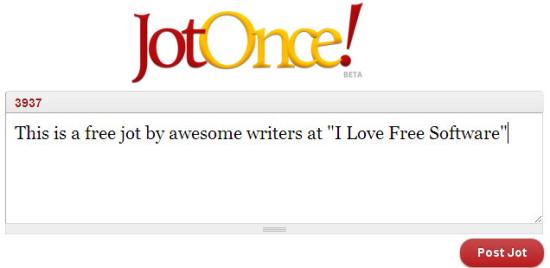 JotOnce!
BETA
3937
This is a free jot by awesome writers at "I Love Free Software"
Post Jot